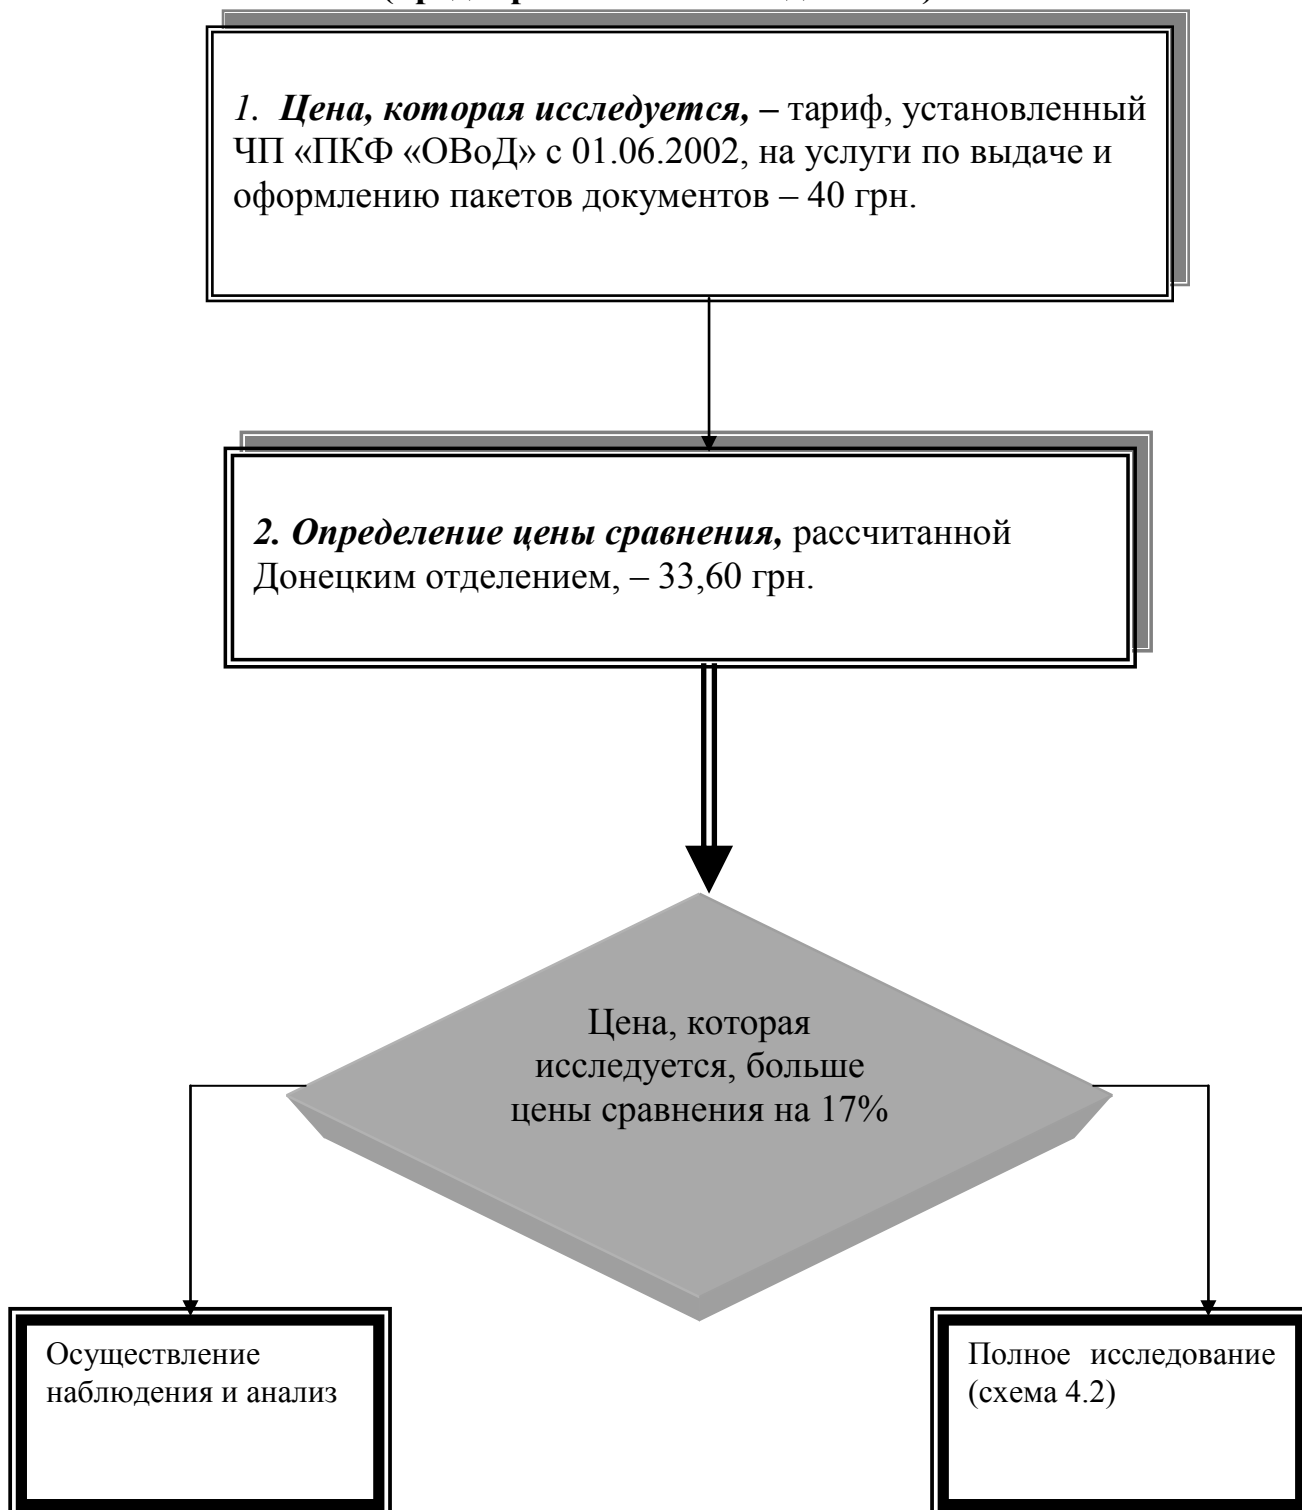 1. Цена, которая исследуется, – тариф, установленный
ЧП «ПКФ «ОВоД» с 01.06.2002, на услуги по выдаче и
оформлению пакетов документов – 40 грн.
2. Определение цены сравнения, рассчитанной
Донецким отделением, – 33,60 грн.
Цена, которая
исследуется, больше
цены сравнения на 17%
Осуществление
наблюдения и анализ
Полное исследование
(схема 4.2)